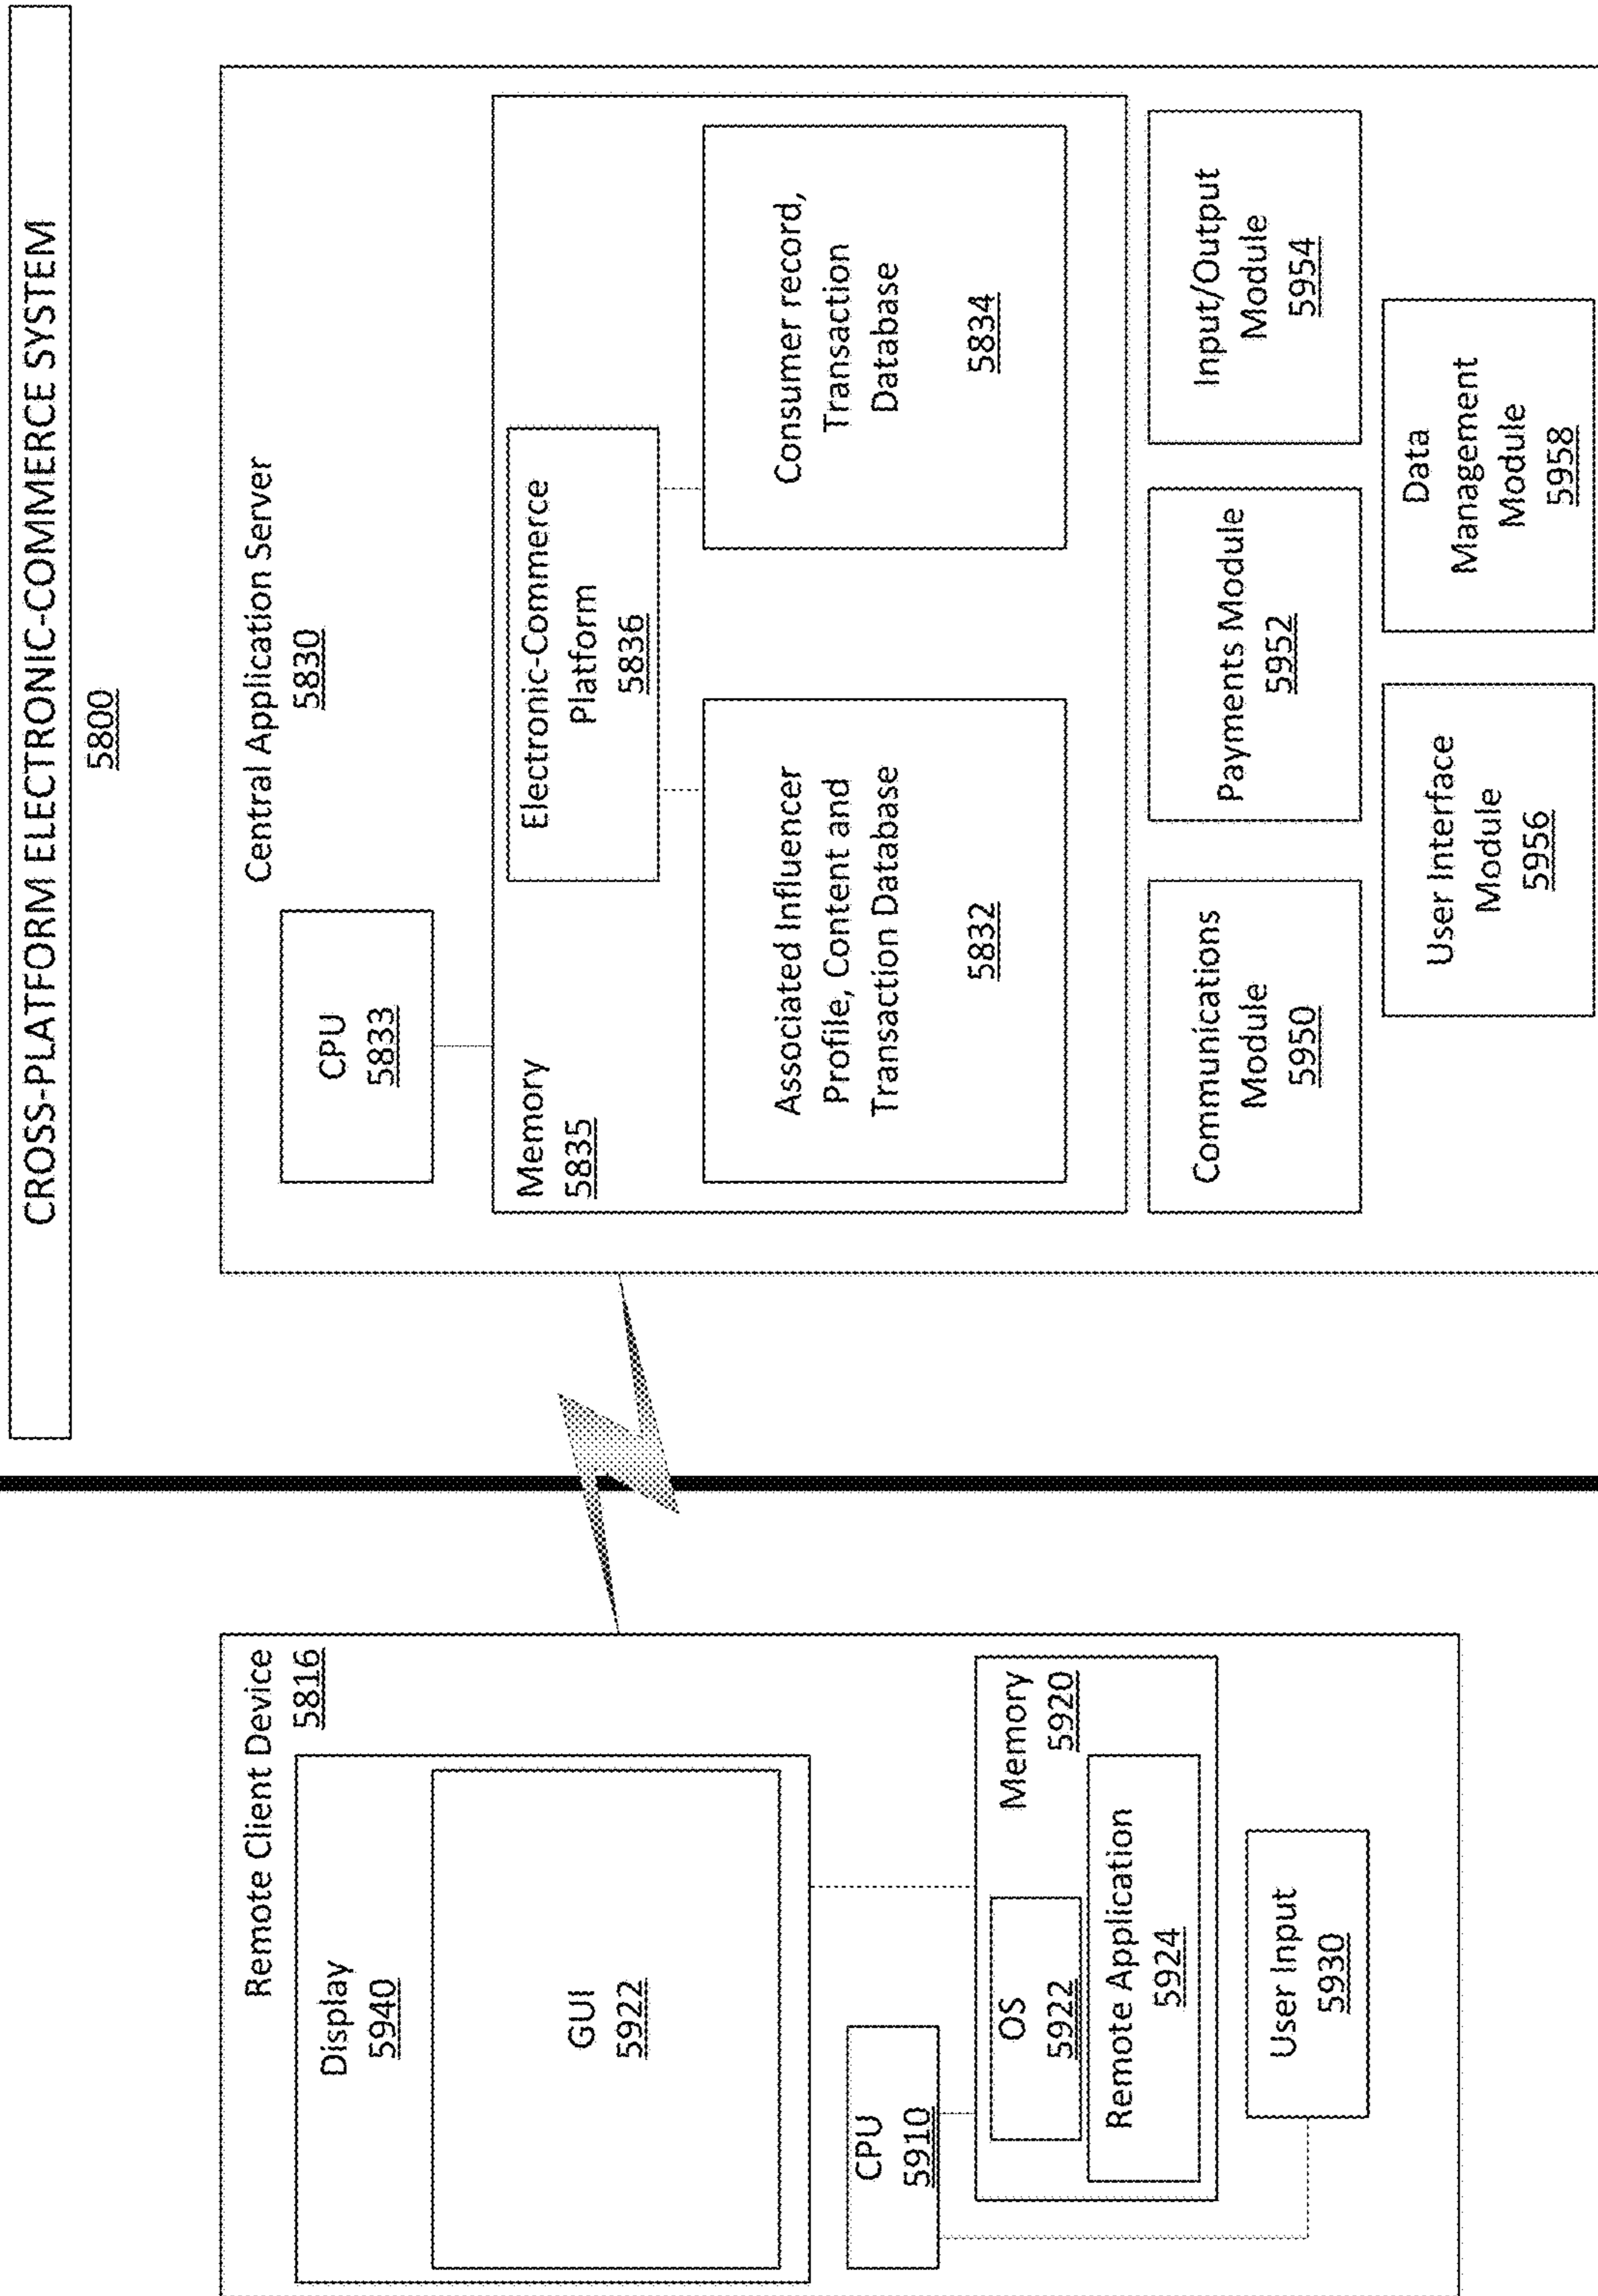 CROSS-PLATFORM ELECTRONIC-COMMERCE SYSTEM
5800
Remote Client Device
5816
Display
5940
GUI
5922
CPU
5910
Memory
5920
OS
5922
Remote Application
5924
User Input
5930
Central Application Server
5830
CPU
5833
Memory
5835
Electronic-Commerce
Platform
5836
Associated Influencer
Profile, Content and
Transaction Database
5832
Consumer record,
Transaction
Database
5834
Communications
Module
5950
Payments Module
5952
Input/Output
Module
5954
User Interface
Module
5956
Data
Management
Module
5958